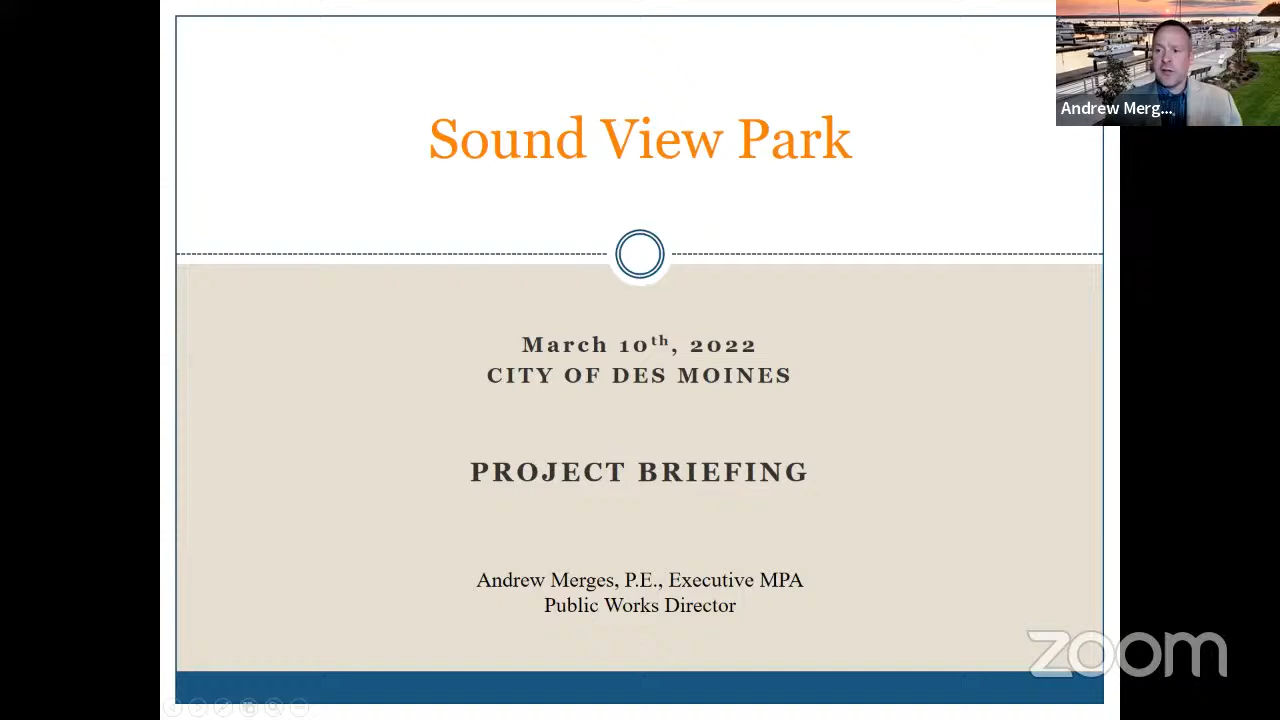 Sound View Park
Andrew Merg...
March 10th, 2022
CITY OF DES MOINES
PROJECT BRIEFING
Andrew Merges, P.E., Executive MPA
Public Works Director
zoom